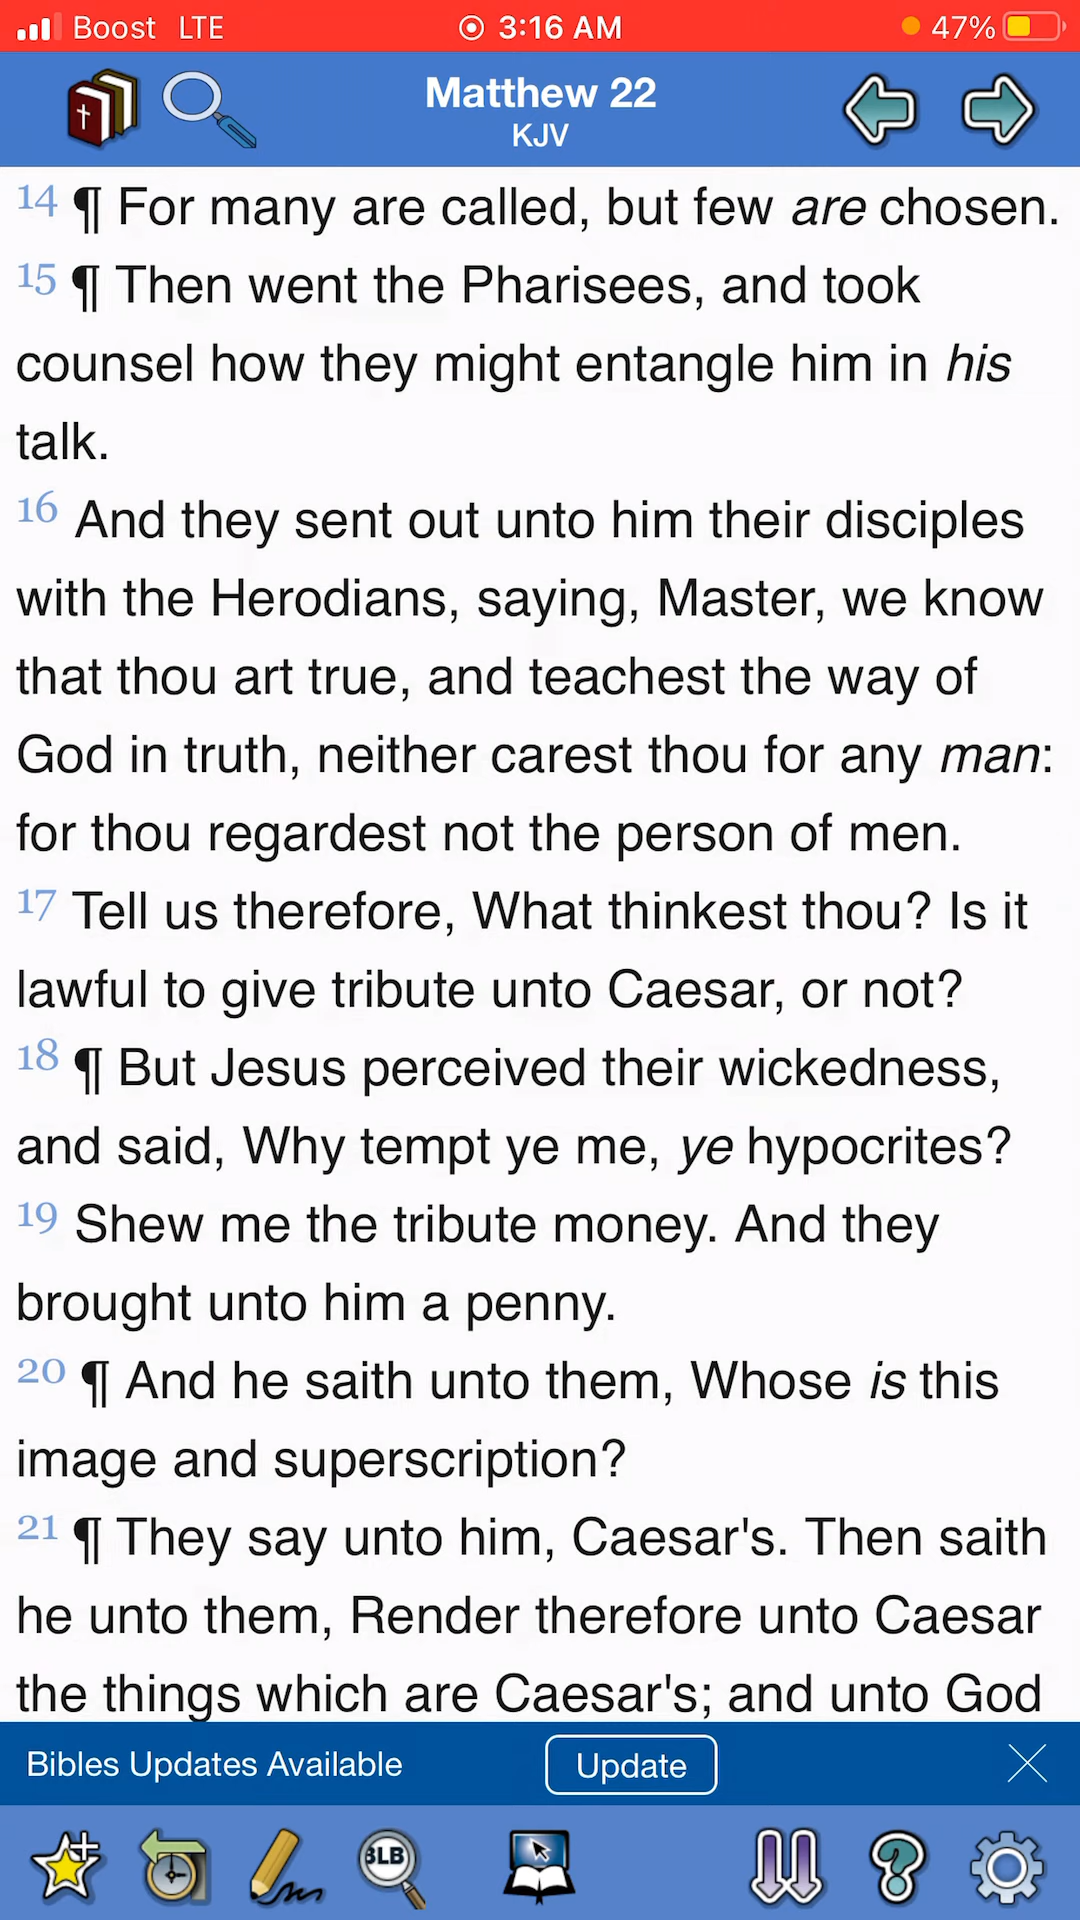 Boost LTE 3:16 AM 47%
Matthew 22
KJV
14 ¶ For many are called, but few are chosen.
15 ¶ Then went the Pharisees, and took
counsel how they might entangle him in his
talk.
16 And they sent out unto him their disciples
with the Herodians, saying, Master, we know
that thou art true, and teachest the way of
God in truth, neither carest thou for any man:
for thou regardest not the person of men.
17 Tell us therefore, What thinkest thou? Is it
lawful to give tribute unto Caesar, or not?
18 ¶ But Jesus perceived their wickedness,
and said, Why tempt ye me, ye hypocrites?
19 Shew me the tribute money. And they
brought unto him a penny.
20 ¶ And he saith unto them, Whose is this
image and superscription?
21 ¶ They say unto him, Caesar's. Then saith
he unto them, Render therefore unto Caesar
the things which are Caesar's; and unto God
Bibles Updates Available Update
BLB